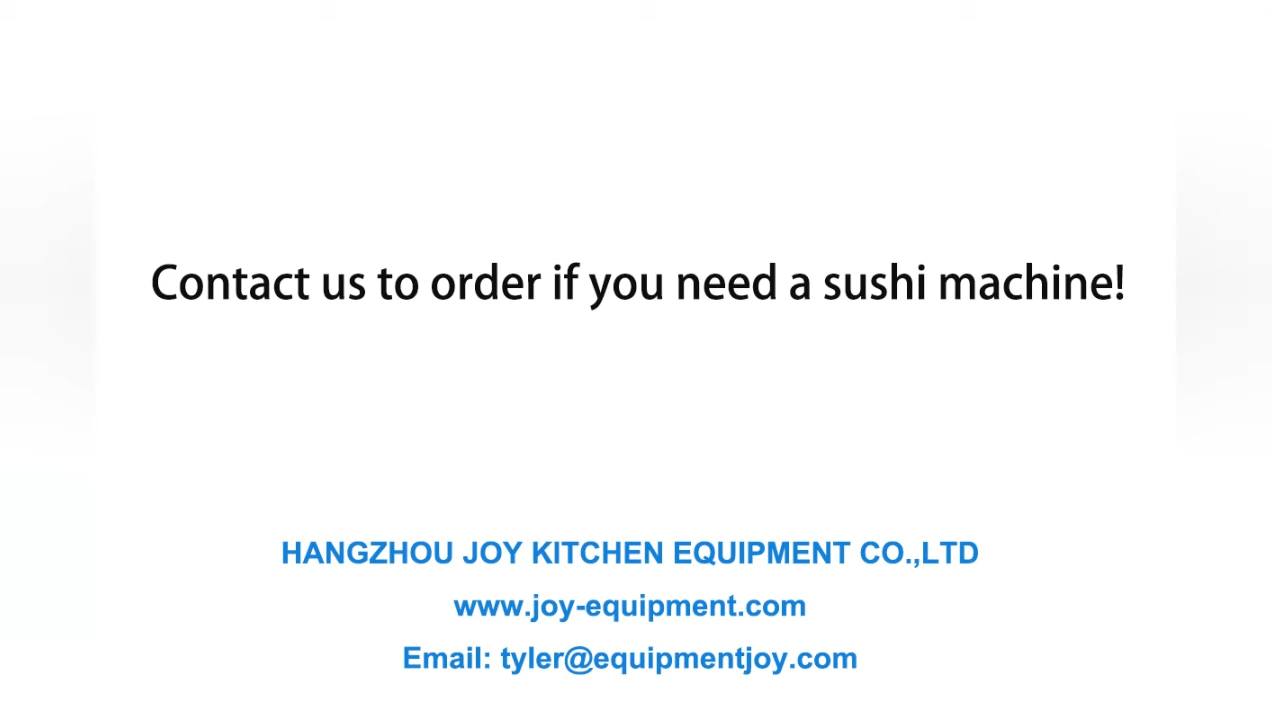 Contact us to order if you need a sushi machine!
HANGZHOU JOY KITCHEN EQUIPMENT CO.,LTD
www.joy-equipment.com
Email: tyler@equipmentjoy.com